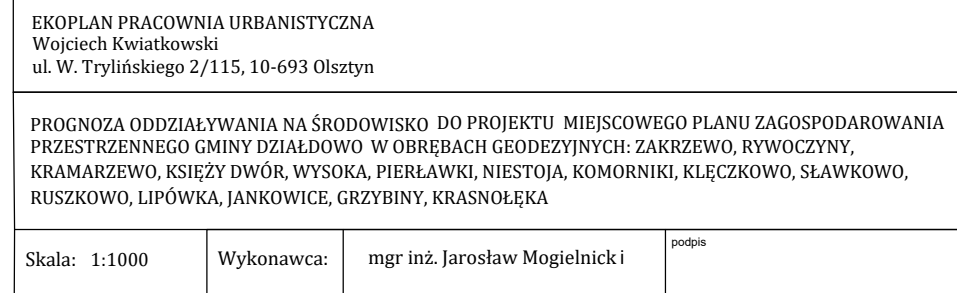 EKOPLAN PRACOWNIA URBANISTYCZNA
Wojciech Kwiatkowski
ul. W. Trylińskiego 2/115, 10-693 Olsztyn
PROGNOZA ODDZIAŁYWANIA NA ŚRODOWISKO DO PROJEKTU MIEJSCOWEGO PLANU ZAGOSPODAROWANIA
PRZESTRZENNEGO GMINY DZIAŁDOWO W OBRĘBACH GEODEZYJNYCH: ZAKRZEWO, RYWOCZYNY,
KRAMARZEWO, KSIĘŻY DWÓR, WYSOKA, PIERŁAWKI, NIESTOJA, KOMORNIKI, KLĘCZKOWO, SŁAWKOWO,
RUSZKOWO, LIPÓWKA, JANKOWICE, GRZYBINY, KRASNOŁĘKA
Skala: 1:1000 Wykonawca: mgr inż. Jarosław Mogielnick i podpis